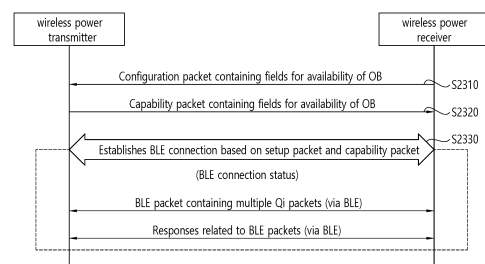 wireless power
transmitter
wireless power
receiver
Configuration packet containing fields for availability of OB
S2310
Capability packet containing fields for availability of OB
S2320
S2330
Establishes BLE connection based on setup packet and capability packet
(BLE connection status)
BLE packet containing multiple Qi packets (via BLE)
Responses related to BLE packets (via BLE)